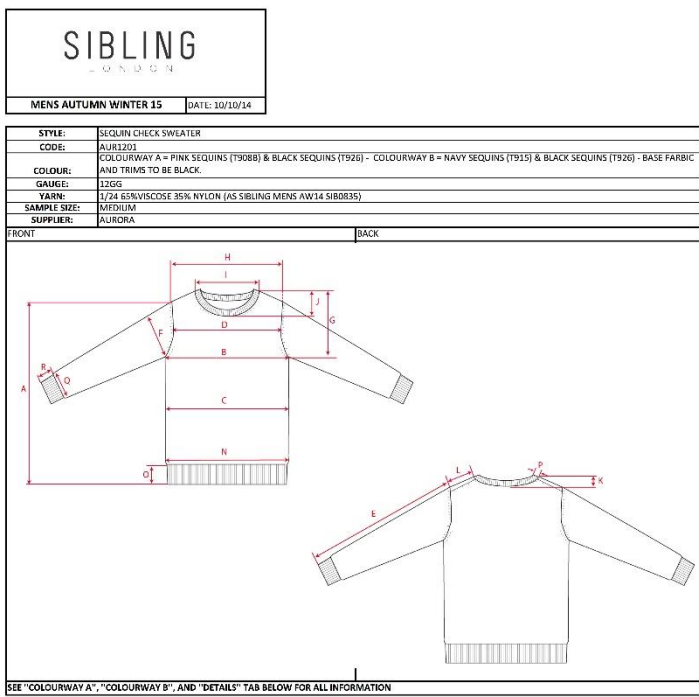 SIBLING
LONDON
MENS AUTUMN WINTER 15 DATE: 10/10/14
STYLE: SEQUIN CHECK SWEATER
CODE: AUR1201
COLOUR: COLOURWAY A = PINK SEQUINS (T908B) & BLACK SEQUINS (T926) - COLOURWAY B = NAVY SEQUINS (T915) & BLACK SEQUINS (T926) - BASE FARBIC
AND TRIMS TO BE BLACK.
GAUGE: 12GG
YARN: 1/24 65%VISCOSE 35% NYLON (AS SIBLING MENS AW14 SIB0835)
SAMPLE SIZE: MEDIUM
SUPPLIER: AURORA
FRONT BACK
H
I
J
G
D
F
B
R
Q
A
C
N
O
L
P
K
E
SEE "COLOURWAY A", "COLOURWAY B", AND "DETAILS" TAB BELOW FOR ALL INFORMATION